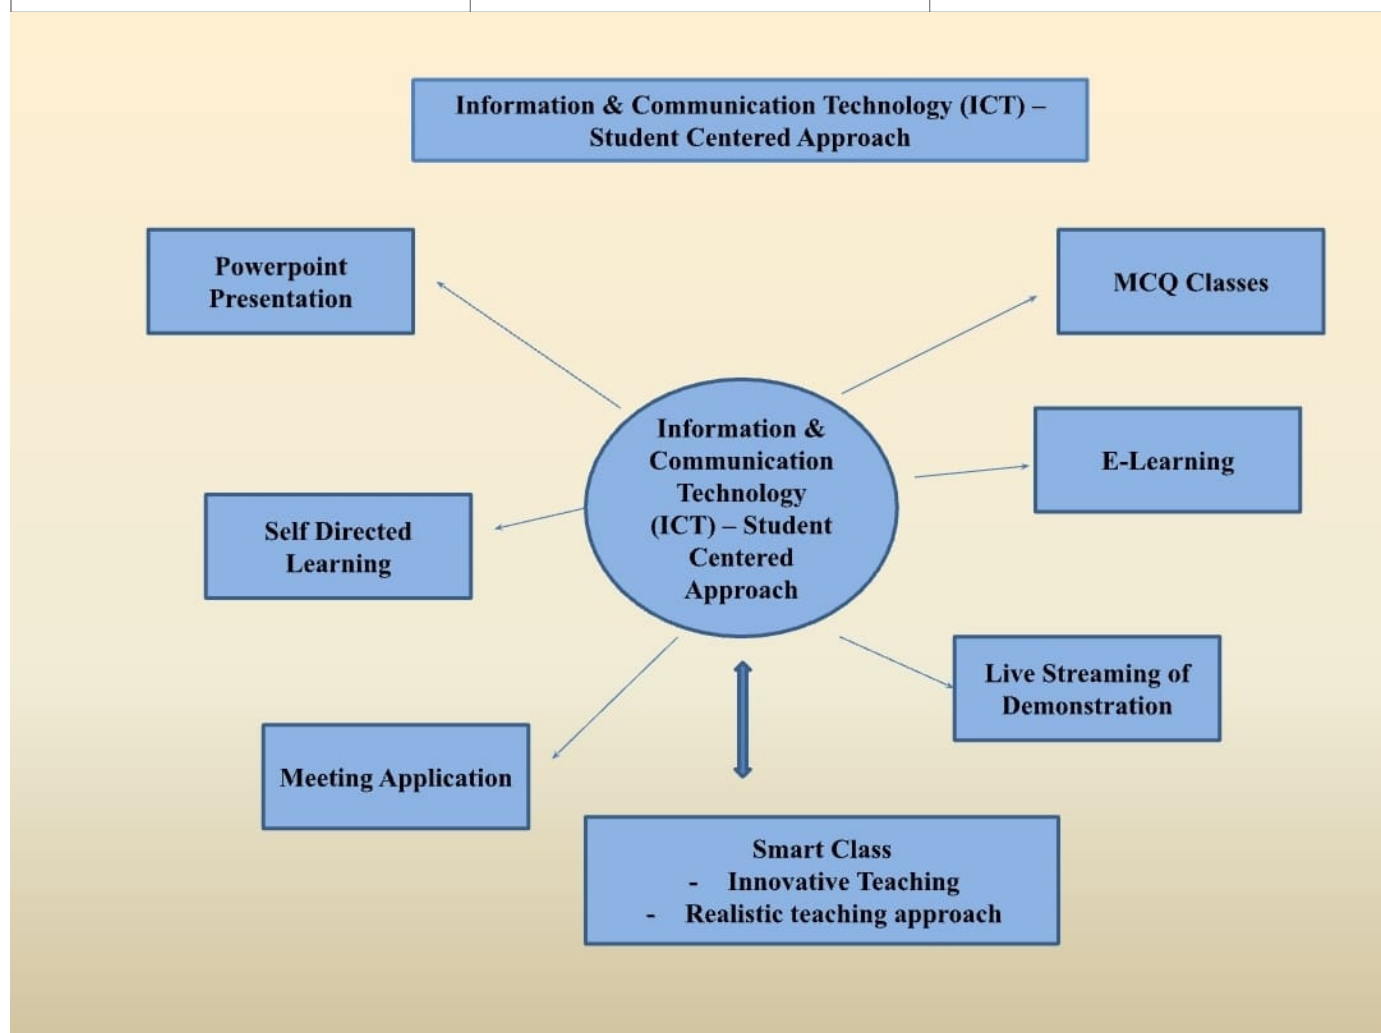 Information & Communication Technology (ICT) –
Student Centered Approach
Powerpoint
Presentation
MCQ Classes
Information &
Communication
Technology
(ICT) – Student
Centered
Approach
E-Learning
Self Directed
Learning
Live Streaming of
Demonstration
Meeting Application
Smart Class
- Innovative Teaching
- Realistic teaching approach